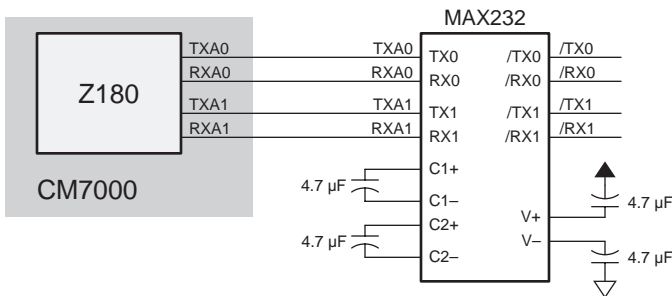 MAX232
TXA0 TXA0 TX0 /TX0 /TX0
RXA0 RXA0 RX0 /RX0 /RX0
Z180
TXA1 TXA1 TX1 /TX1 /TX1
RXA1 RXA1 RX1 /RX1 /RX1
CM7000
C1+
4.7 µF
C1–
C2+
4.7 µF
C2–
V+
4.7 µF
V–
4.7 µF